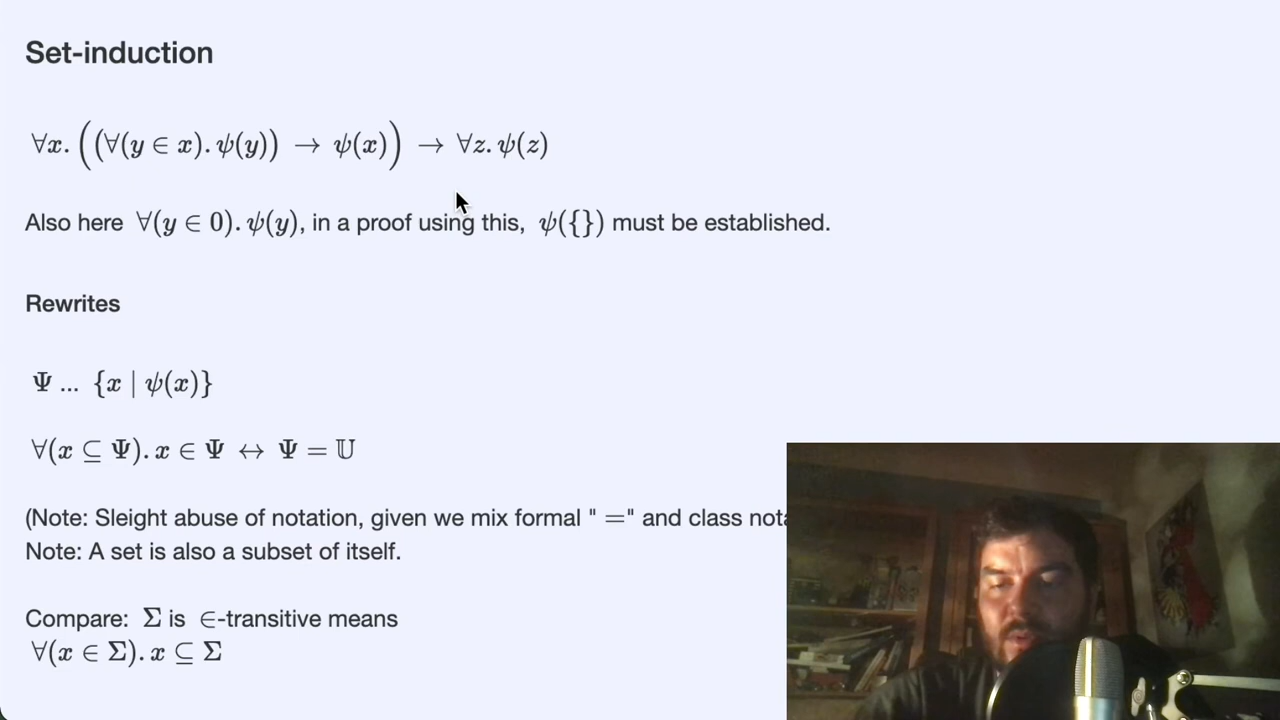 Set-induction
∀x. ((∀(y ∈ x). ψ(y)) → ψ(x)) → ∀z. ψ(z)
Also here ∀(y ∈ 0). ψ(y), in a proof using this, ψ({}) must be established.
Rewrites
Ψ ... {x | ψ(x)}
∀(x ⊆ Ψ). x ∈ Ψ ↔ Ψ = 𝕌
(Note: Sleight abuse of notation, given we mix formal " =" and class
Note: A set is also a subset of itself.
Compare: Σ is ∈-transitive means
∀(x ∈ Σ). x ⊆ Σ